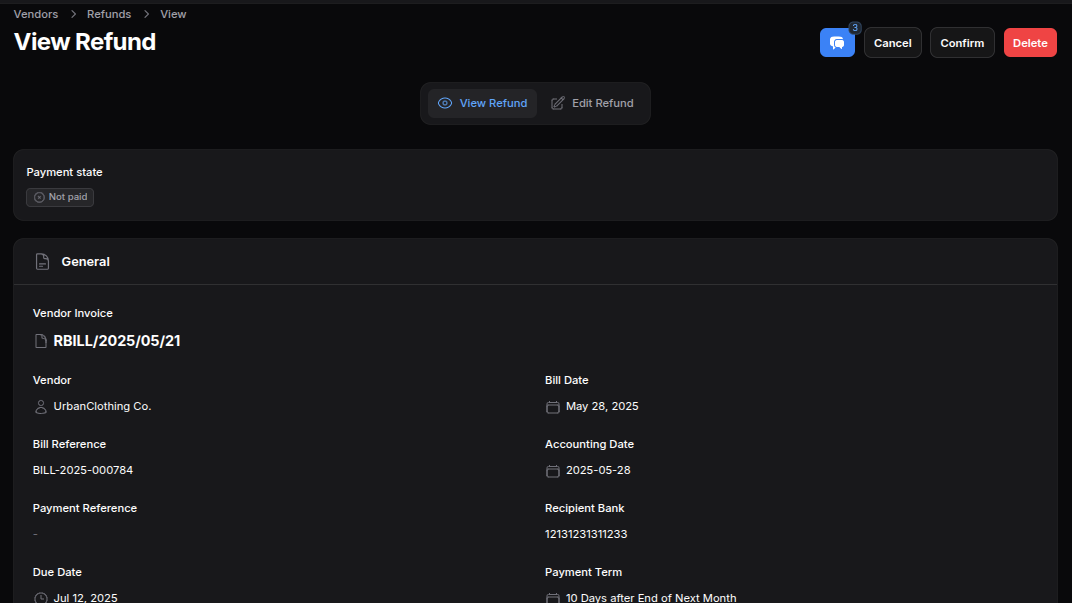 Vendors > Refunds > View
View Refund
3
Cancel
Confirm
Delete
View Refund
Edit Refund
Payment state
Not paid
General
Vendor Invoice
RBILL/2025/05/21
Vendor
Bill Date
UrbanClothing Co.
May 28, 2025
Bill Reference
Accounting Date
BILL-2025-000784
2025-05-28
Payment Reference
Recipient Bank
-
12131231311233
Due Date
Payment Term
Jul 12, 2025
10 Days after End of Next Month